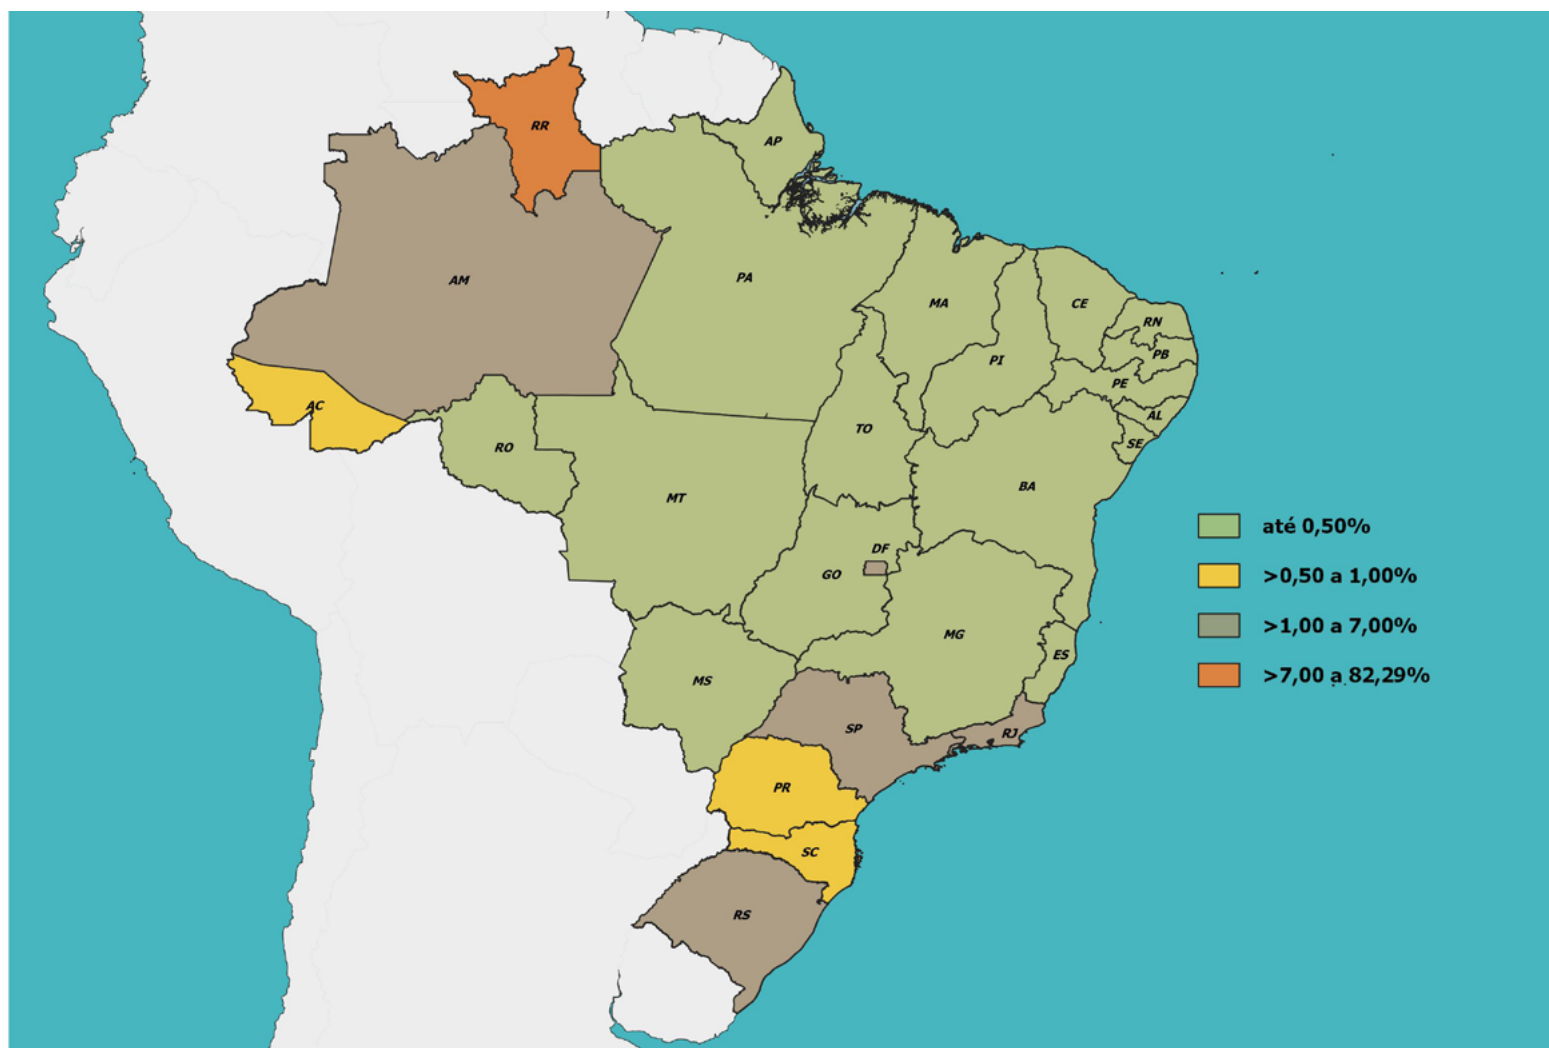 RR
AP
AM
PA
MA
CE
RN
PB
PI
PE
AC
AL
TO
SE
RO
BA
MT
até 0,50%
DF
GO
>0,50 a 1,00%
>1,00 a 7,00%
MG
ES
MS
>7,00 a 82,29%
SP
RJ
PR
SC
RS